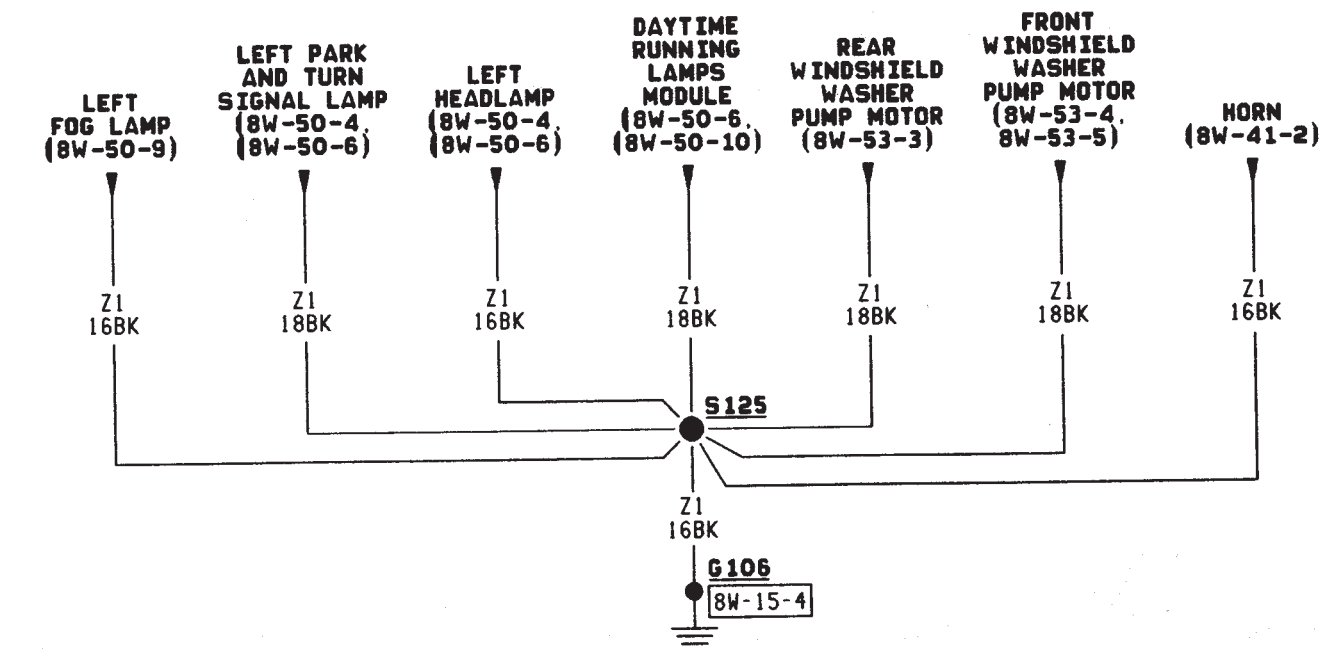 LEFT
FOG LAMP
(8W-50-9)
LEFT PARK
AND TURN
SIGNAL LAMP
(8W-50-4,
(8W-50-6)
LEFT
HEADLAMP
(8W-50-4,
(8W-50-6)
DAYTIME
RUNNING
LAMPS
MODULE
(8W-50-6,
(8W-50-10)
REAR
WINDSHIELD
WASHER
PUMP MOTOR
(8W-53-3)
FRONT
WINDSHIELD
WASHER
PUMP MOTOR
(8W-53-4,
8W-53-5)
HORN
(8W-41-2)
Z1
16BK
Z1
18BK
Z1
16BK
Z1
18BK
Z1
18BK
Z1
18BK
Z1
16BK
S125
Z1
16BK
G106
8W-15-4